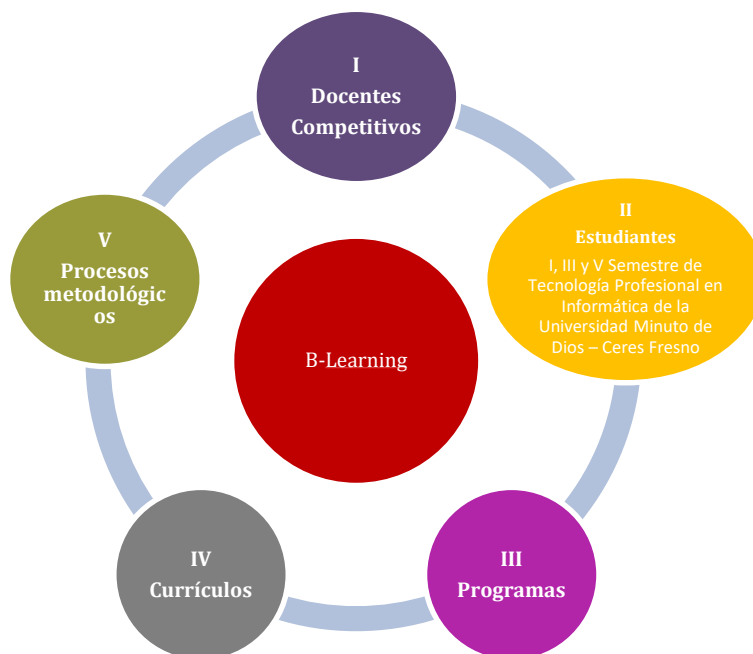 I
Docentes
Competitivos
II
Estudiantes
I, III y V Semestre de
Tecnología Profesional en
Informática de la
Universidad Minuto de
Dios – Ceres Fresno
III
Programas
IV
Currículos
V
Procesos
metodológic
os
B-Learning